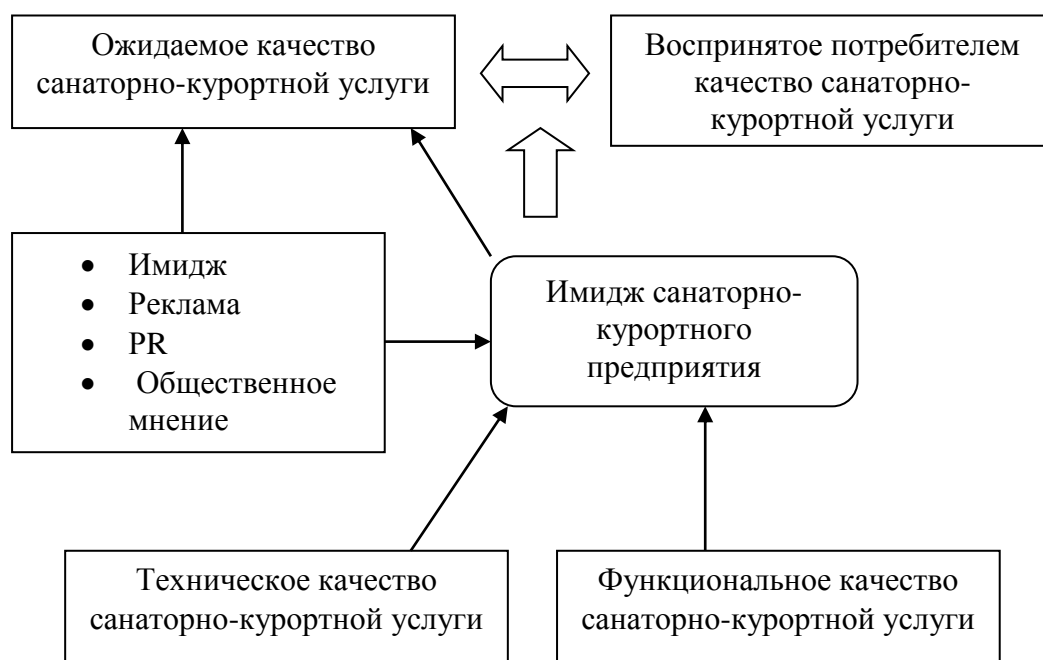 Ожидаемое качество
санаторно-курортной услуги
Воспринятое потребителем
качество санаторно-
курортной услуги
• Имидж
• Реклама
• PR
• Общественное
мнение
Имидж санаторно-
курортного
предприятия
Техническое качество
санаторно-курортной услуги
Функциональное качество
санаторно-курортной услуги